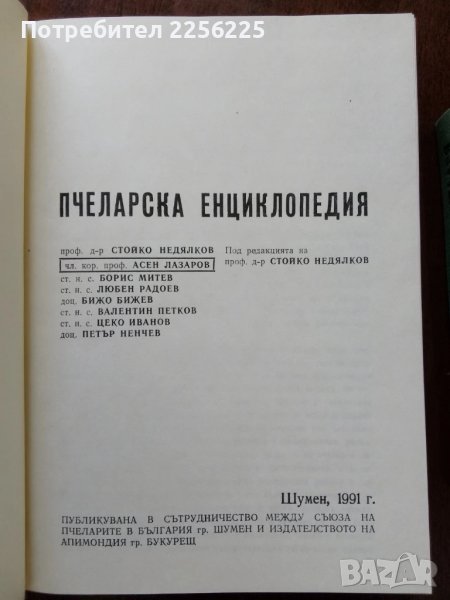 Потребител 2256225
ПЧЕЛАРСКА ЕНЦИКЛОПЕДИЯ
проф. д-р СТОЙКО НЕДЯЛКОВ
чл. кор. проф. АСЕН ЛАЗАРОВ
ст. н. с. БОРИС МИТЕВ
ст. н. с. ЛЮБЕН РАДОЕВ
доц. БИЖО БИЖЕВ
ст. н. с. ВАЛЕНТИН ПЕТКОВ
ст. н. с. ЦЕКО ИВАНОВ
доц. ПЕТЪР НЕНЧЕВ
Под редакцията на
проф. д-р СТОЙКО НЕДЯЛКОВ
Шумен, 1991 г.
ПУБЛИКУВАНА В СЪТРУДНИЧЕСТВО МЕЖДУ СЪЮЗА НА
ПЧЕЛАРИТЕ В БЪЛГАРИЯ гр. ШУМЕН И ИЗДАТЕЛСТВОТО НА
АПИМОНДИЯ гр. БУКУРЕЩ
BAZAR